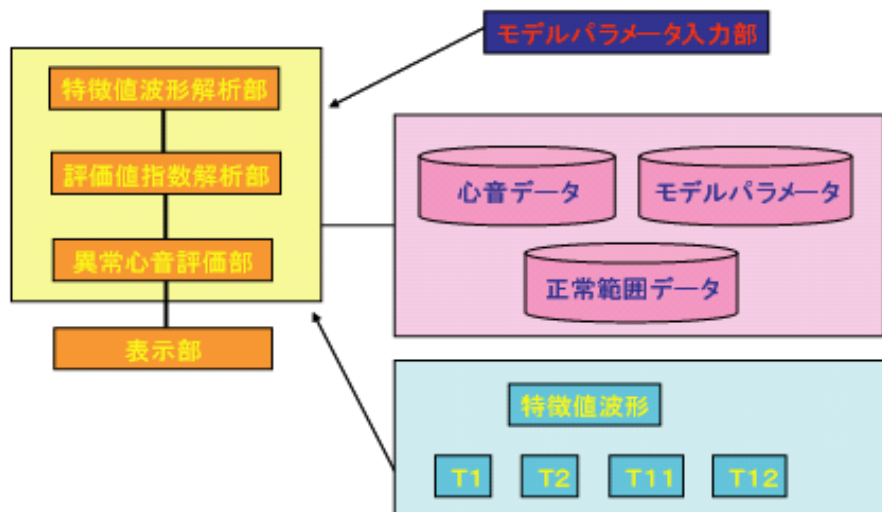 モデルパラメータ入力部
特徴値波形解析部
評価値指数解析部
異常心音評価部
表示部
心音データ
モデルパラメータ
正常範囲データ
特徴値波形
T1
T2
T11
T12